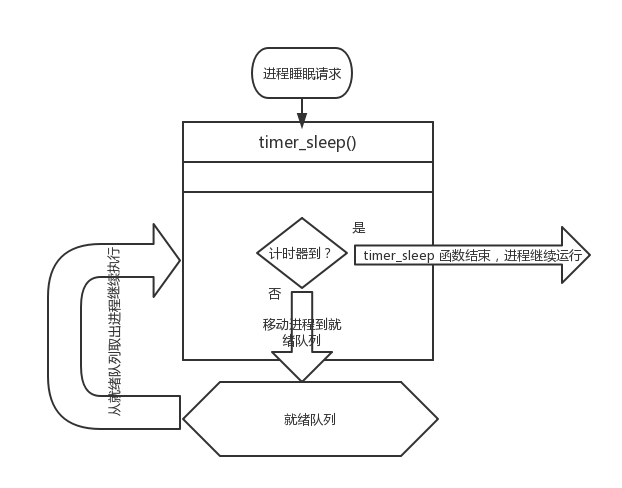 进程睡眠请求
timer_sleep()
是
计时器到？
timer_sleep 函数结束，进程继续运行
否
移动进程到就
绪队列
从就绪队列取出进程继续执行
就绪队列